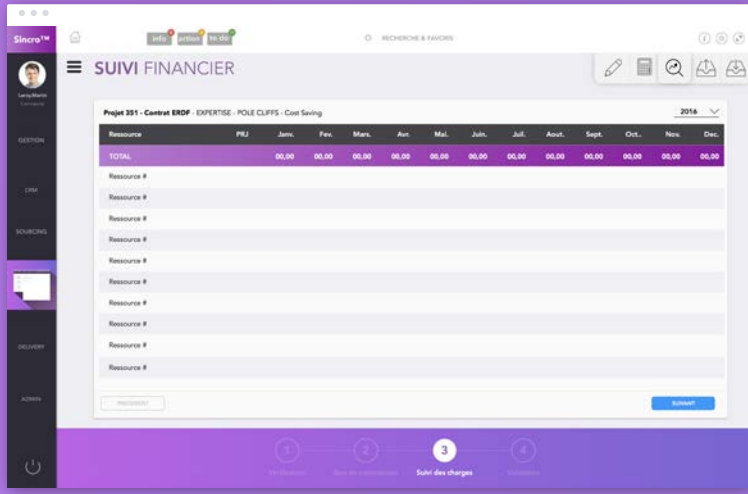 Sincro™
info action to do
RECHERCHE & FAVORIS
Leroy.Martin
Connecté
SUIVI FINANCIER
GESTION
CRM
SOURCING
DELIVERY
ADMIN
Projet 351 - Contrat ERDF - EXPERTISE - POLE CLIFFS - Cost Saving 2016
Ressource PRJ Janv. Fev. Mars. Avr. Mai. Juin. Juil. Aout. Sept. Oct.. Nov. Dec.
TOTAL 00,00 00,00 00,00 00,00 00,00 00,00 00,00 00,00 00,00 00,00 00,00 00,00
Ressource #
Ressource #
Ressource #
Ressource #
Ressource #
Ressource #
Ressource #
Ressource #
Ressource #
Ressource #
PRECEDENT SUIVANT
1 2 3 4
Suivi des charges